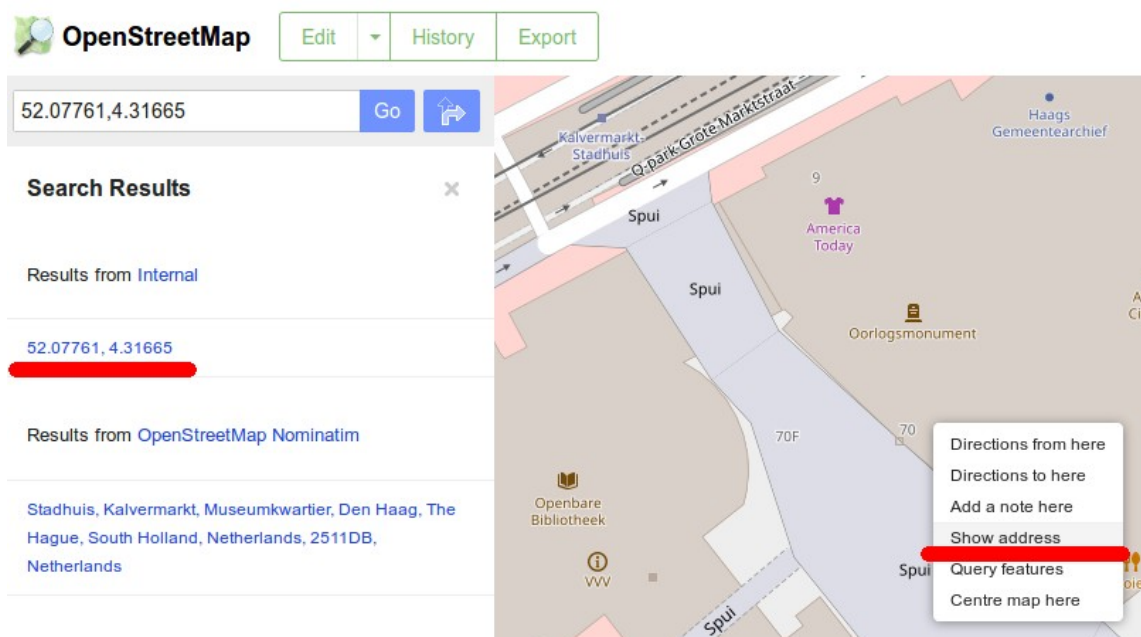 OpenStreetMap
Edit
History
Export
52.07761,4.31665
Go
Search Results
×
Results from Internal
52.07761, 4.31665
Results from OpenStreetMap Nominatim
Stadhuis, Kalvermarkt, Museumkwartier, Den Haag, The
Hague, South Holland, Netherlands, 2511DB,
Netherlands
Kalvermarkt-
Stadhuis
Q-park Grote Marktstraat
Haags
Gemeentearchief
9
Spui
America
Today
Spui
Oorlogsmonument
70F
70
Openbare
Bibliotheek
VVV
Spui
Spui
Directions from here
Directions to here
Add a note here
Show address
Query features
Centre map here